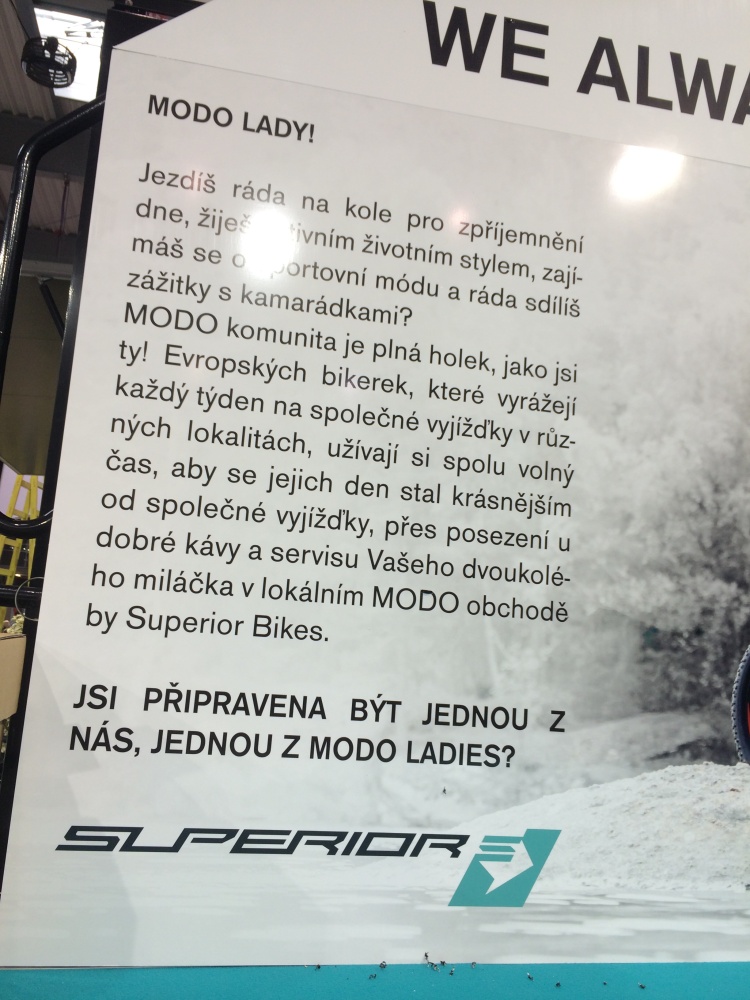 WE ALWA
MODO LADY!
Jezdíš ráda na kole pro zpříjemnění
dne, žiješ životním stylem, zají-
máš se o módu a ráda sdílíš
zážitky s kamarádkami?
MODO komunita je plná holek, jako jsi
ty! Evropských bikerek, které vyrážejí
každý týden na společné vyjížďky v růz-
ných lokalitách, užívají si spolu volný
čas, aby se jejich den stal krásnějším
od společné vyjížďky, přes posezení u
dobré kávy a servisu Vašeho dvoukolé-
ho miláčka v lokálním MODO obchodě
by Superior Bikes.
JSI PŘIPRAVENA BÝT JEDNOU Z
NÁS, JEDNOU Z MODO LADIES?
SUPERIOR